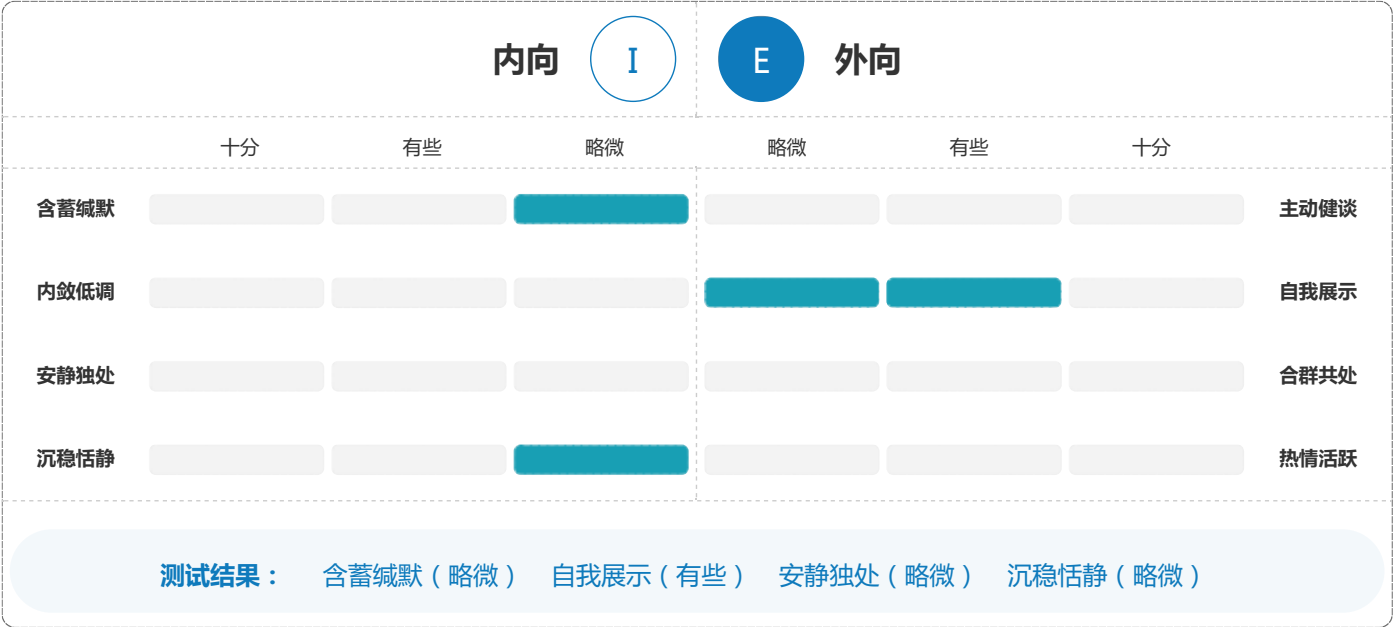 内向 I E 外向
十分 有些 略微 略微 有些 十分
含蓄缄默 主动健谈
内敛低调 自我展示
安静独处 合群共处
沉稳恬静 热情活跃
测试结果： 含蓄缄默（略微） 自我展示（有些） 安静独处（略微） 沉稳恬静（略微）